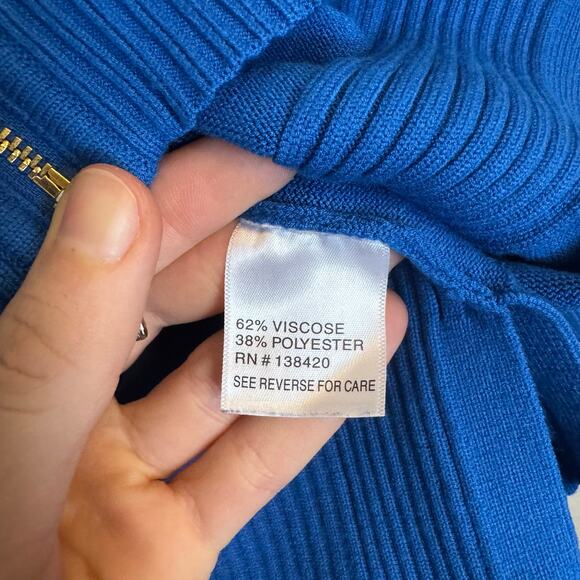 62% VISCOSE
38% POLYESTER
RN # 138420
SEE REVERSE FOR CARE